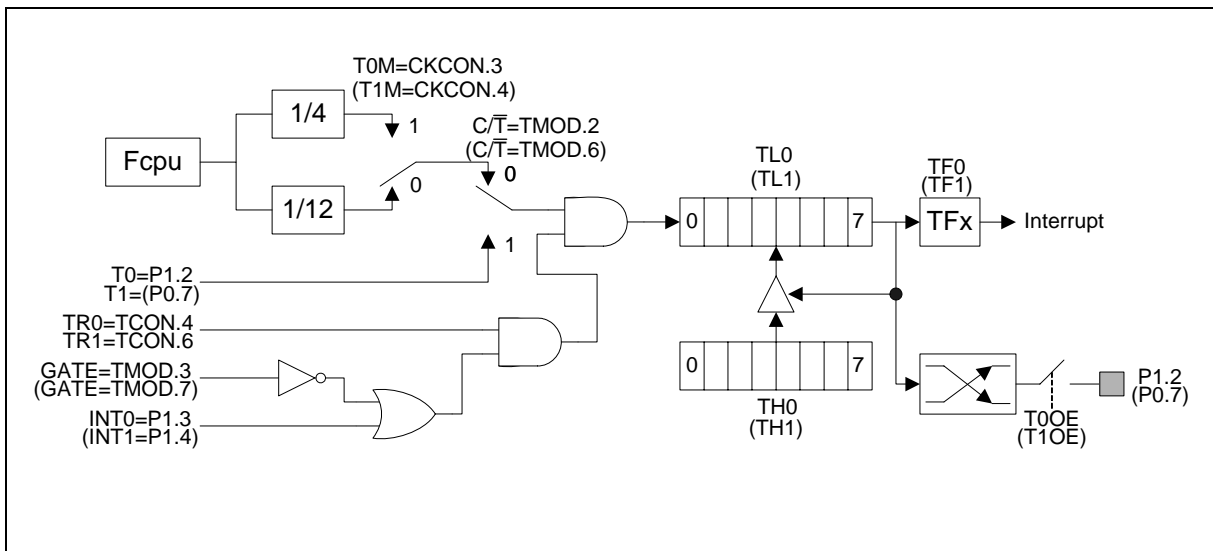 T0M=CKCON.3
(T1M=CKCON.4)
1/4
1
C/T̅=TMOD.2
(C/T̅=TMOD.6)
Fcpu
0
0
1/12
1
TL0
(TL1)
0
7
TF0
(TF1)
TFx
Interrupt
T0=P1.2
T1=(P0.7)
TR0=TCON.4
TR1=TCON.6
GATE=TMOD.3
(GATE=TMOD.7)
INT0=P1.3
(INT1=P1.4)
0
7
TH0
(TH1)
P1.2
(P0.7)
T0OE
(T1OE)